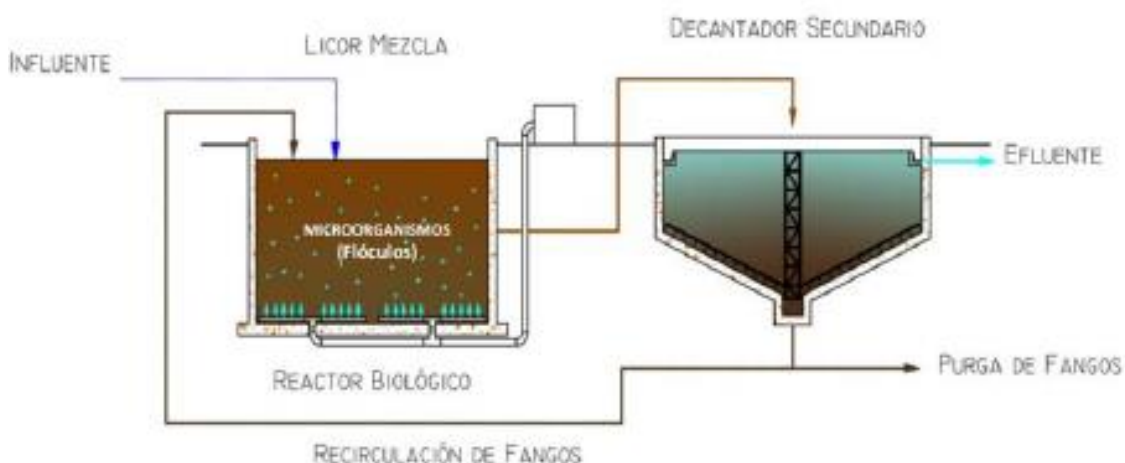 DECANTADOR SECUNDARIO
LICOR MEZCLA
INFLUENTE
EFLUENTE
MICROORGANISMOS
(Flóculos)
PURGA DE FANGOS
REACTOR BIOLÓGICO
RECIRCULACIÓN DE FANGOS